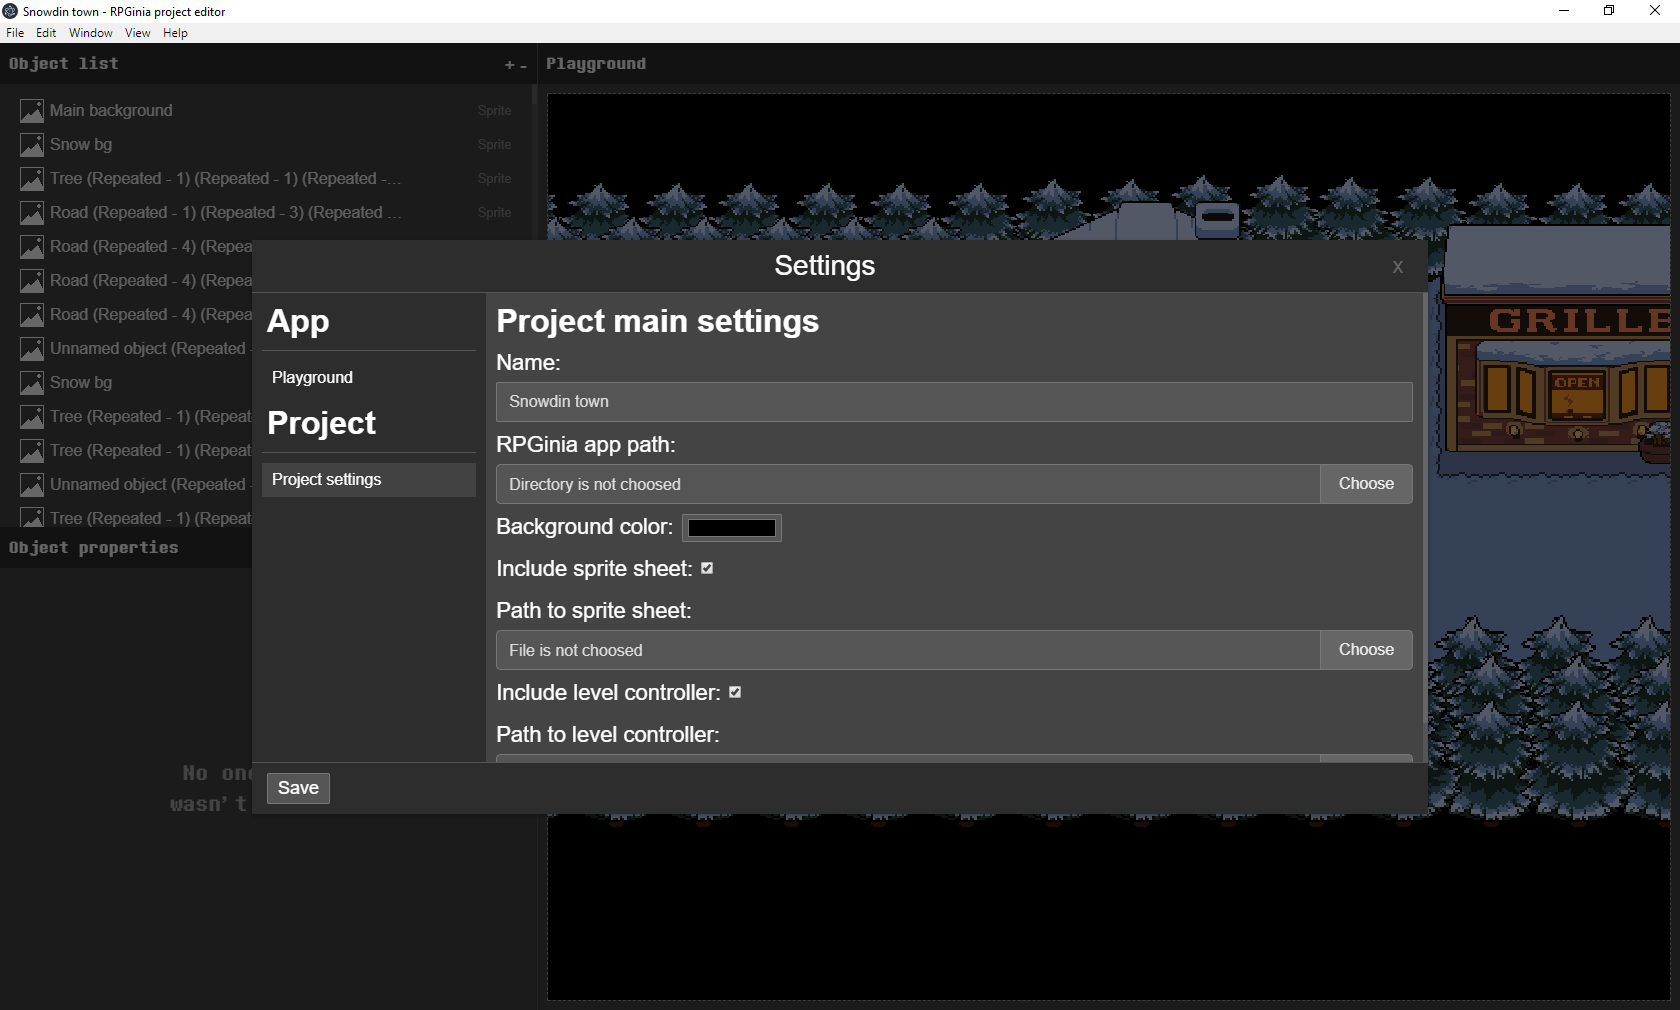 Snowdin town - RPGinia project editor
File Edit Window View Help
Object list + -
Playground
Main background Sprite
Snow bg Sprite
Tree (Repeated - 1) (Repeated - 1) (Repeated -... Sprite
Road (Repeated - 1) (Repeated - 3) (Repeated ... Sprite
Road (Repeated - 4) (Repea
Road (Repeated - 4) (Repea
Road (Repeated - 4) (Repea
Unnamed object (Repeated -
Snow bg
Tree (Repeated - 1) (Repeat
Tree (Repeated - 1) (Repeat
Unnamed object (Repeated -
Tree (Repeated - 1) (Repeat
Object properties
No one
wasn't
Settings
X
App
Playground
Project
Project settings
Project main settings
Name:
Snowdin town
RPGinia app path:
Directory is not choosed Choose
Background color:
Include sprite sheet:
Path to sprite sheet:
File is not choosed Choose
Include level controller:
Path to level controller:
Save
GRILLB
OPEN